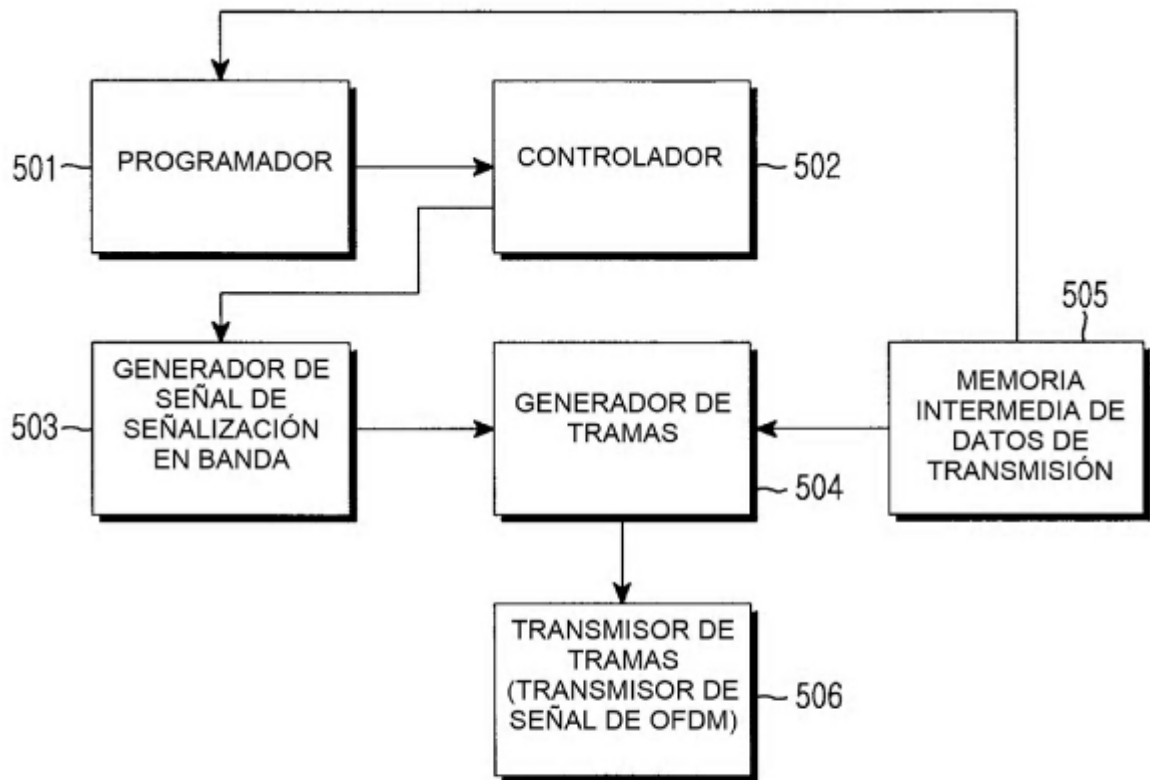 501
PROGRAMADOR
CONTROLADOR
502
503
GENERADOR DE
SEÑAL DE
SEÑALIZACIÓN
EN BANDA
GENERADOR DE
TRAMAS
504
505
MEMORIA
INTERMEDIA DE
DATOS DE
TRANSMISIÓN
TRANSMISOR DE
TRAMAS
(TRANSMISOR DE
SEÑAL DE OFDM)
506